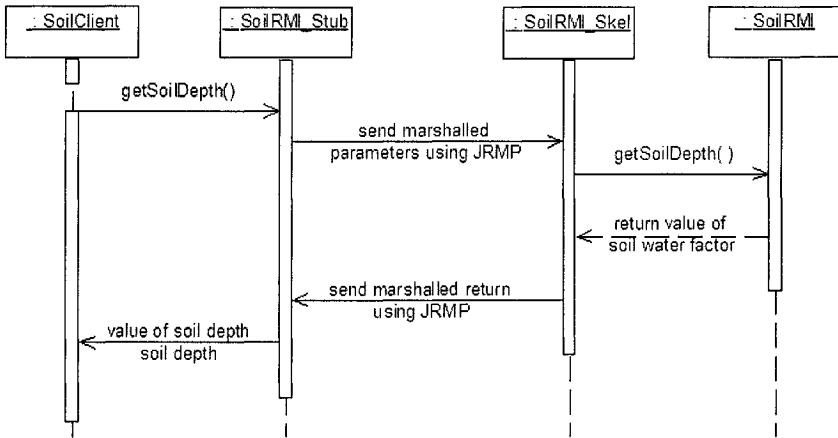 : SoilClient
: SoilRMI_Stub
: SoilRMI_Skel
: SoilRMI
getSoilDepth()
send marshalled
parameters using JRMP
getSoilDepth( )
return value of
soil water factor
send marshalled return
using JRMP
value of soil depth
soil depth